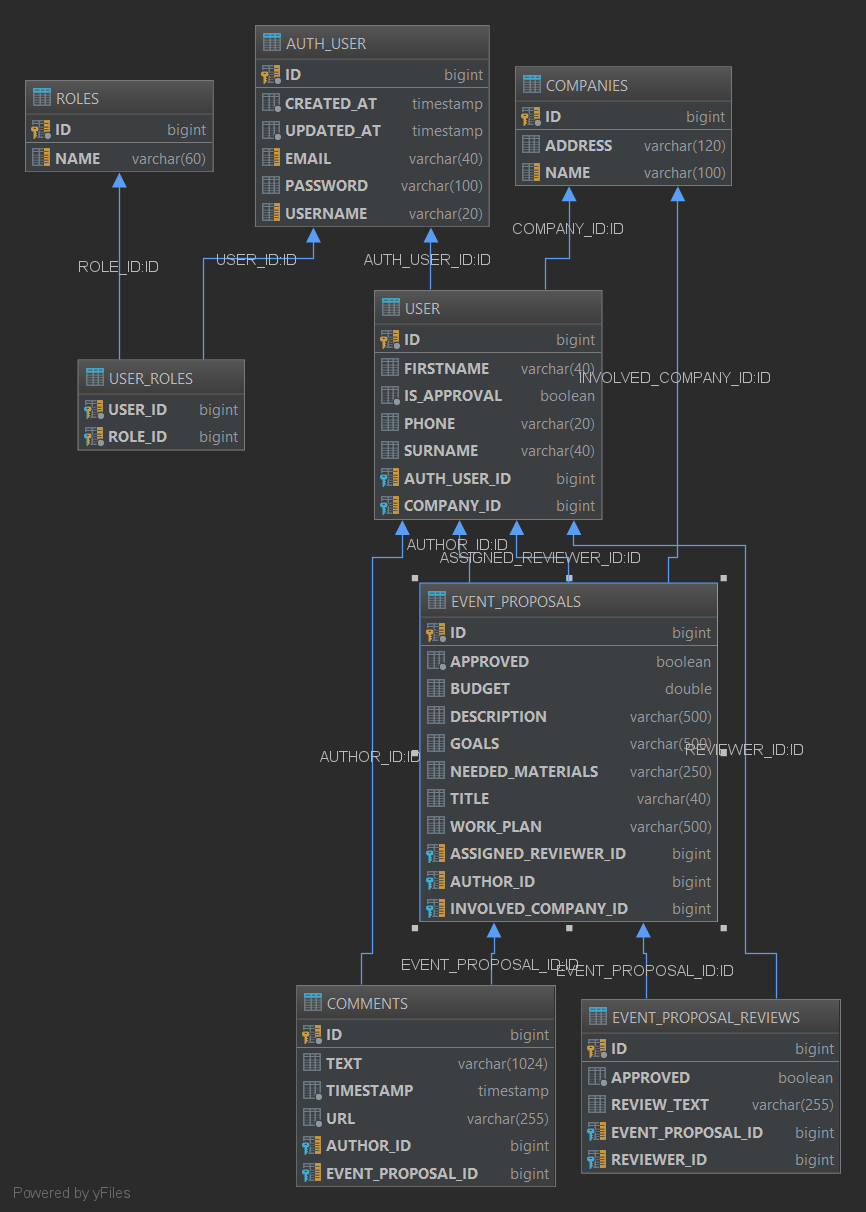 AUTH_USER
ID bigint
CREATED_AT timestamp
UPDATED_AT timestamp
EMAIL varchar(40)
PASSWORD varchar(100)
USERNAME varchar(20)
COMPANIES
ID bigint
ADDRESS varchar(120)
NAME varchar(100)
ROLES
ID bigint
NAME varchar(60)
COMPANY_ID:ID
ROLE_ID:ID
USER_ID:ID
AUTH_USER_ID:ID
USER
ID bigint
FIRSTNAME varchar(40)
IS_APPROVAL boolean
PHONE varchar(20)
SURNAME varchar(40)
AUTH_USER_ID bigint
COMPANY_ID bigint
INVOLVED_COMPANY_ID:ID
USER_ROLES
USER_ID bigint
ROLE_ID bigint
AUTHOR_ID:ID
ASSIGNED_REVIEWER_ID:ID
EVENT_PROPOSALS
ID bigint
APPROVED boolean
BUDGET double
DESCRIPTION varchar(500)
GOALS varchar(500)
NEEDED_MATERIALS varchar(250)
TITLE varchar(40)
WORK_PLAN varchar(500)
ASSIGNED_REVIEWER_ID bigint
AUTHOR_ID bigint
INVOLVED_COMPANY_ID bigint
AUTHOR_ID:ID
REVIEWER_ID:ID
EVENT_PROPOSAL_ID:ID
EVENT_PROPOSAL_ID:ID
COMMENTS
ID bigint
TEXT varchar(1024)
TIMESTAMP timestamp
URL varchar(255)
AUTHOR_ID bigint
EVENT_PROPOSAL_ID bigint
EVENT_PROPOSAL_REVIEWS
ID bigint
APPROVED boolean
REVIEW_TEXT varchar(255)
EVENT_PROPOSAL_ID bigint
REVIEWER_ID bigint
Powered by yFiles